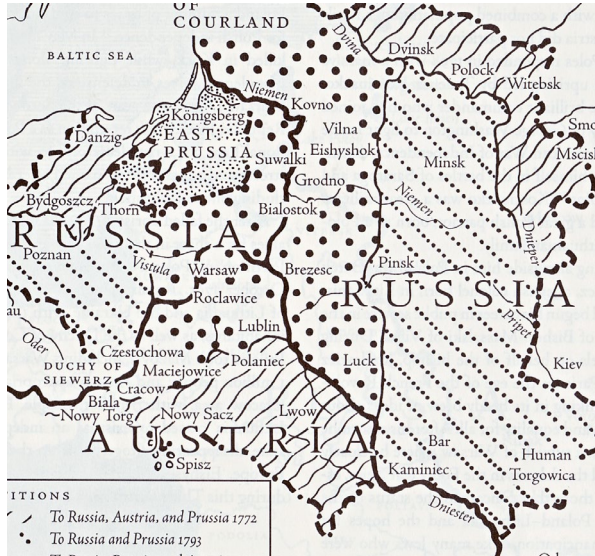 OF
COURLAND
BALTIC SEA
Dvina
Dvinsk
Polock
Witebsk
Niemen
Kovno
Königsberg
Danzig
EAST
PRUSSIA
Vilna
Eishyshok
Suwalki
Minsk
Smo
Mscis
Grodno
Bydgoszcz
Thorn
Bialostok
Niemen
Dnieper
RUSSIA
Poznan
Vistula
Warsaw
Brezesc
Pinsk
Roclawice
RUSSIA
au
Oder
Lublin
Pripet
Czestochowa
DUCHY OF
SIEWERZ
Maciejowice
Polaniec
Luck
Kiev
Cracow
Biala
Nowy Torg
Nowy Sacz
Lwow
AUSTRIA
Bar
Spisz
Kaminiec
Human
Torgowica
Dniester
ITIONS
To Russia, Austria, and Prussia 1772
To Russia and Prussia 1793